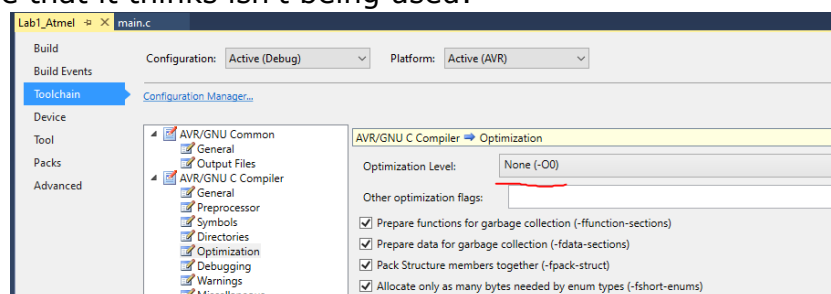 e that it thinks isn't being used.
Lab1_Atmel main.c
Build
Build Events
Toolchain
Device
Tool
Packs
Advanced
Configuration: Active (Debug) Platform: Active (AVR)
Configuration Manager...
AVR/GNU Common
General
Output Files
AVR/GNU C Compiler
General
Preprocessor
Symbols
Directories
Optimization
Debugging
Warnings
Miscellaneous
AVR/GNU C Compiler ➡ Optimization
Optimization Level: None (-O0)
Other optimization flags:
Prepare functions for garbage collection (-ffunction-sections)
Prepare data for garbage collection (-fdata-sections)
Pack Structure members together (-fpack-struct)
Allocate only as many bytes needed by enum types (-fshort-enums)